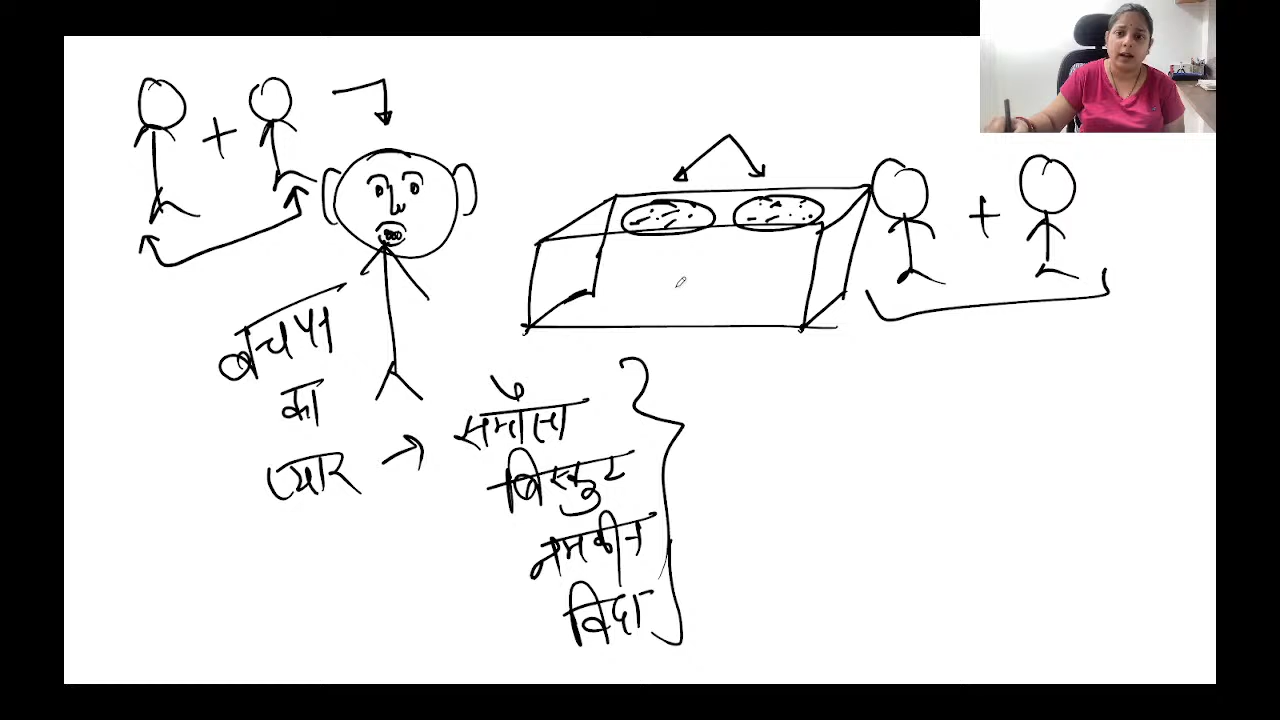 बचपन
का
प्यार
समोसा
बिस्कुट
नमकीन
बिदा